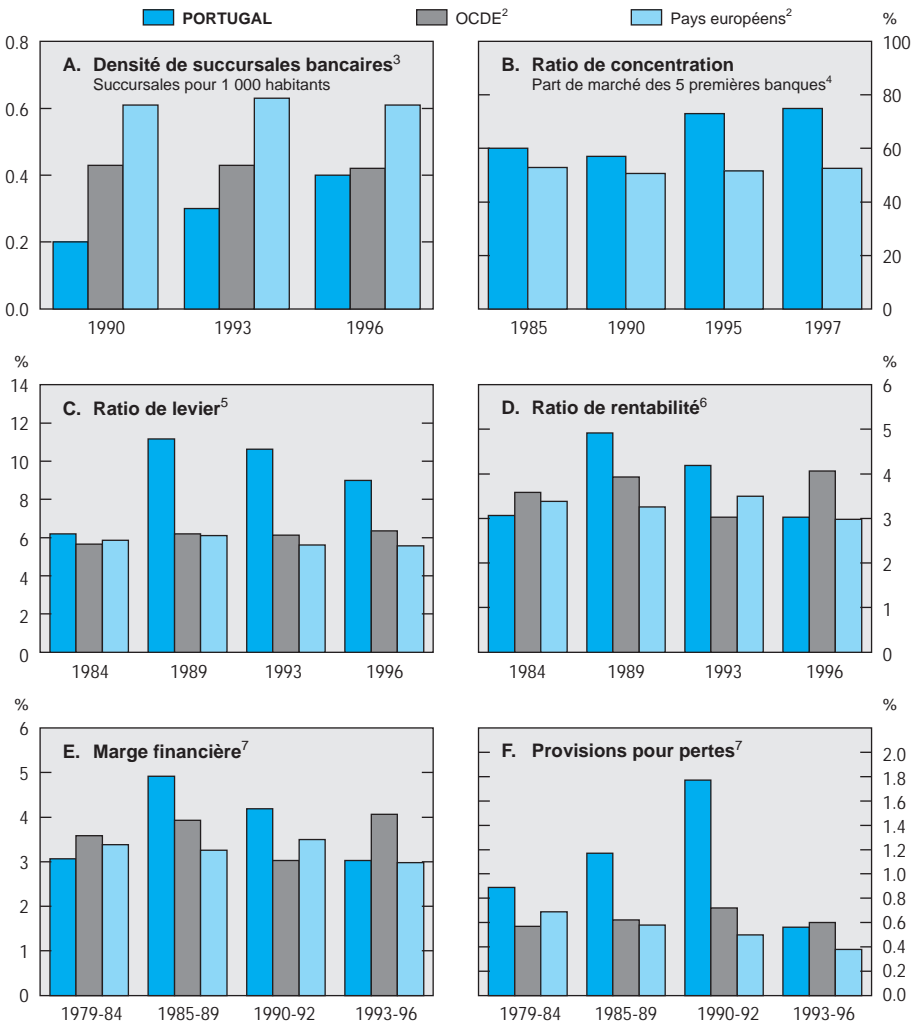 PORTUGAL OCDE2 Pays européens2
%
0.8 100
A. Densité de succursales bancaires3
Succursales pour 1 000 habitants
B. Ratio de concentration
Part de marché des 5 premières banques4
0.6 80
60
0.4
40
0.2
20
0.0 0
1990 1993 1996
1985 1990 1995 1997
% %
14 6
C. Ratio de levier5
D. Ratio de rentabilité6
12
5
10
4
8
3
6
2
4
1
2
0 0
1984 1989 1993 1996
1984 1989 1993 1996
% %
6
E. Marge financière7
F. Provisions pour pertes7
2.0
5
1.8
1.6
4
1.4
1.2
3
1.0
2
0.8
0.6
1
0.4
0.2
0 0.0
1979-84 1985-89 1990-92 1993-96
1979-84 1985-89 1990-92 1993-96